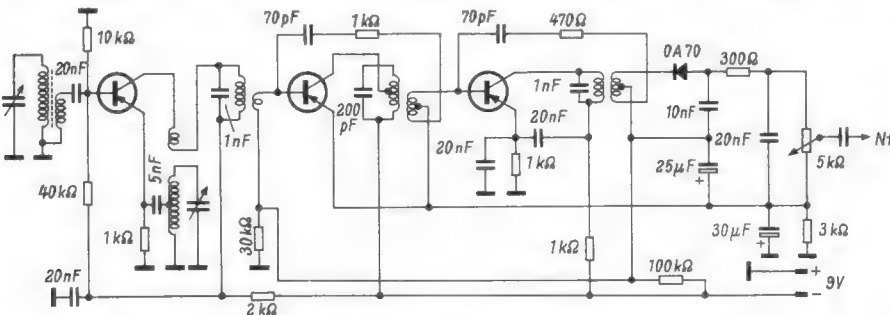 70pF
1kΩ
70pF
470Ω
10kΩ
0A70
300Ω
20nF
1nF
1nF
200
pF
20nF
10nF
20nF
20nF
1kΩ
5kΩ
Nf
25µF
+
40kΩ
5nF
1kΩ
30kΩ
1kΩ
30µF
+
3kΩ
20nF
2kΩ
100kΩ
+
9V
−